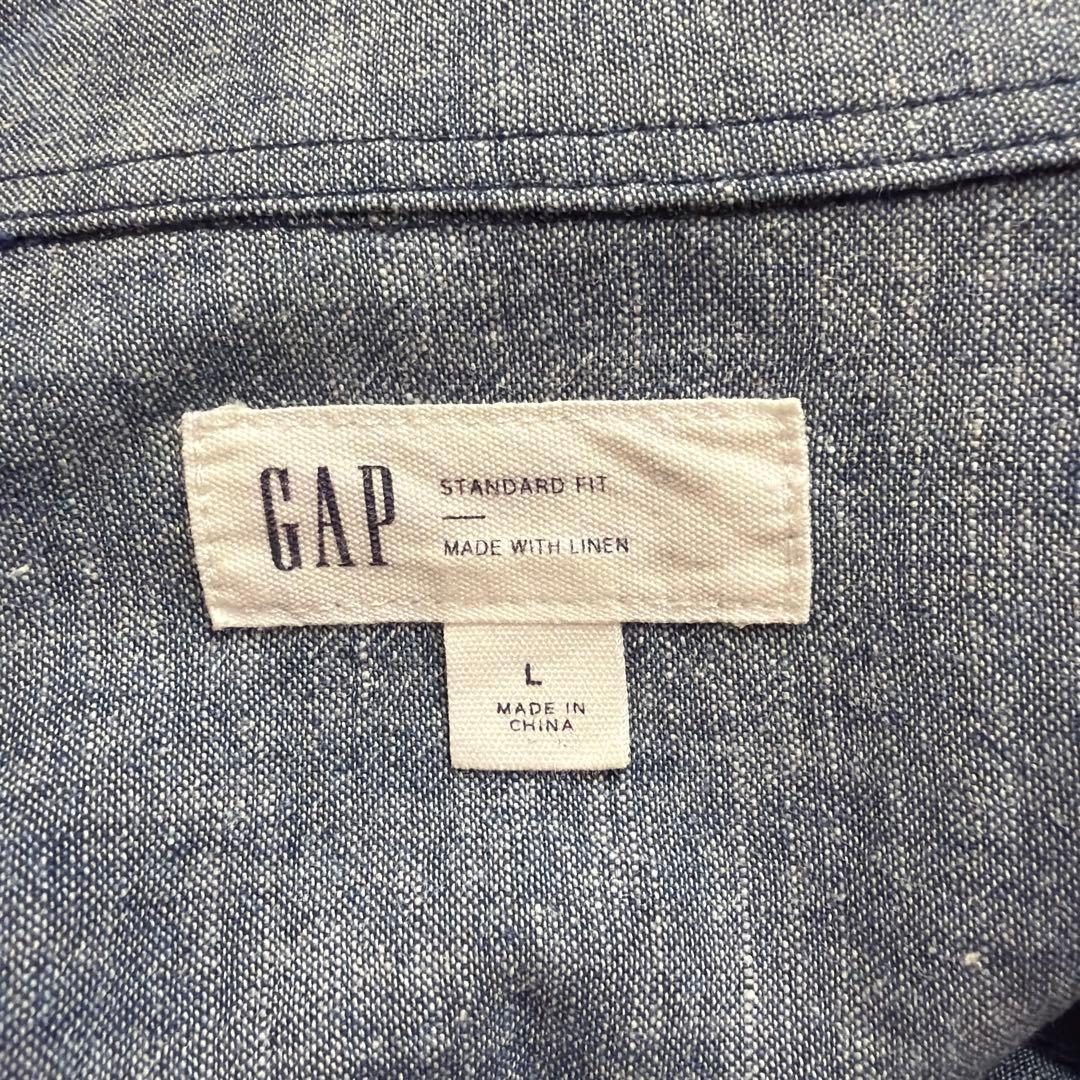 GAP
STANDARD FIT
MADE WITH LINEN
L
MADE IN
CHINA